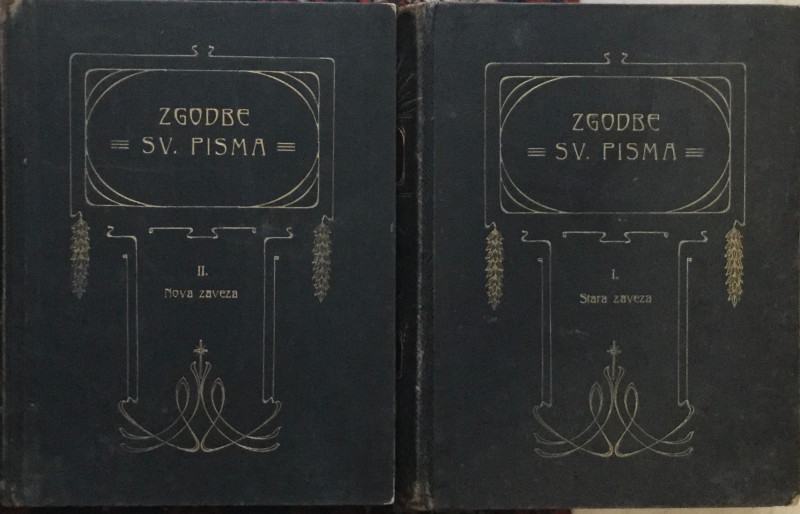 ZGODBE
SV. PISMA
II.
Nova zaveza
ZGODBE
SV. PISMA
I.
Stara zaveza